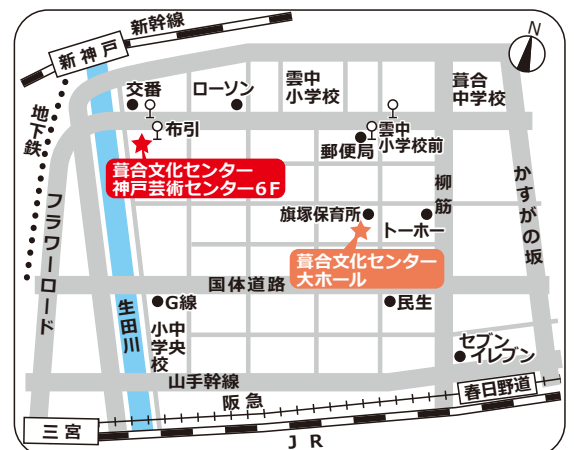 新幹線
N
新神戸
交番
ローソン
雲中
小学校
葺合
中学校
地下鉄
布引
郵便局
雲中
小学校前
葺合文化センター
神戸芸術センター6F
柳筋
かすがの坂
フラワーロード
旗塚保育所
トーホー
葺合文化センター
大ホール
国体道路
生田川
G線
民生
中央
小学校
セブン
イレブン
山手幹線
阪急
春日野道
三宮
JR